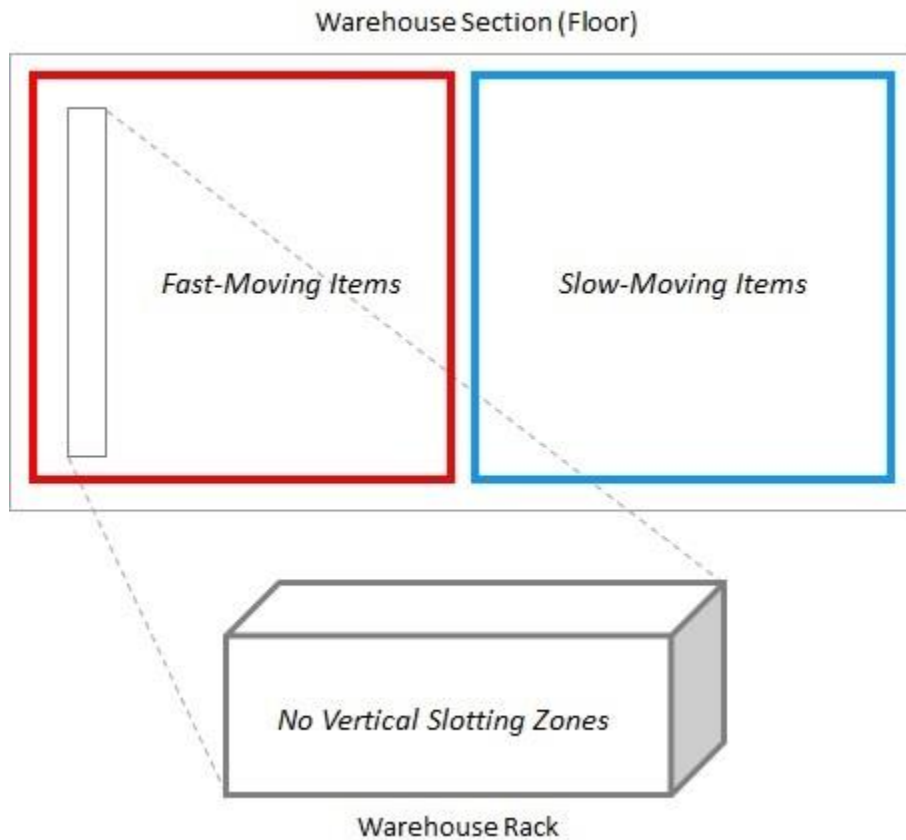 Warehouse Section (Floor)
Fast-Moving Items
Slow-Moving Items
No Vertical Slotting Zones
Warehouse Rack